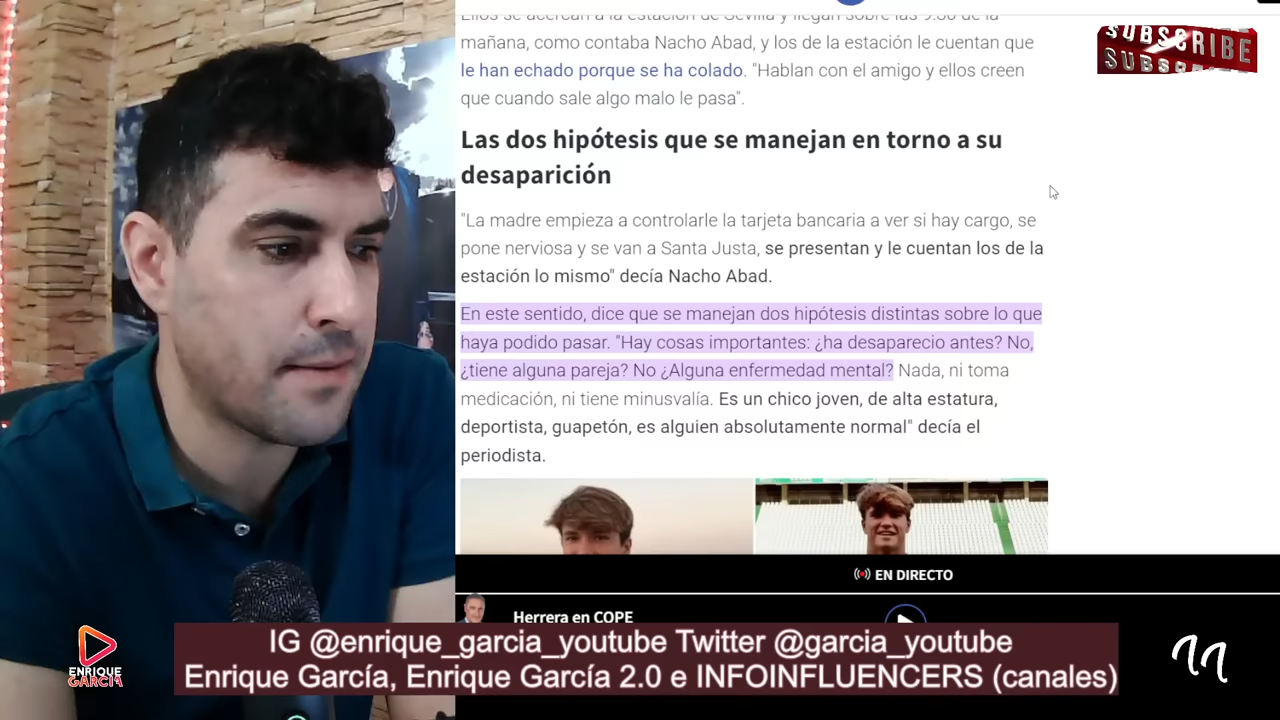 Ellos se acercan a la estación de Sevilla y llegan sobre las 9:30 de la
mañana, como contaba Nacho Abad, y los de la estación le cuentan que
le han echado porque se ha colado. "Hablan con el amigo y ellos creen
que cuando sale algo malo le pasa".
SUBSCRIBE
SUBSCRIBE
Las dos hipótesis que se manejan en torno a su
desaparición
"La madre empieza a controlarle la tarjeta bancaria a ver si hay cargo, se
pone nerviosa y se van a Santa Justa, se presentan y le cuentan los de la
estación lo mismo" decía Nacho Abad.
En este sentido, dice que se manejan dos hipótesis distintas sobre lo que
haya podido pasar. "Hay cosas importantes: ¿ha desaparecio antes? No,
¿tiene alguna pareja? No ¿Alguna enfermedad mental? Nada, ni toma
medicación, ni tiene minusvalía. Es un chico joven, de alta estatura,
deportista, guapetón, es alguien absolutamente normal" decía el
periodista.
EN DIRECTO
Herrera en COPE
IG @enrique_garcia_youtube Twitter @garcia_youtube
Enrique García, Enrique García 2.0 e INFOINFLUENCERS (canales)
ENRIQUE
GARCÍA